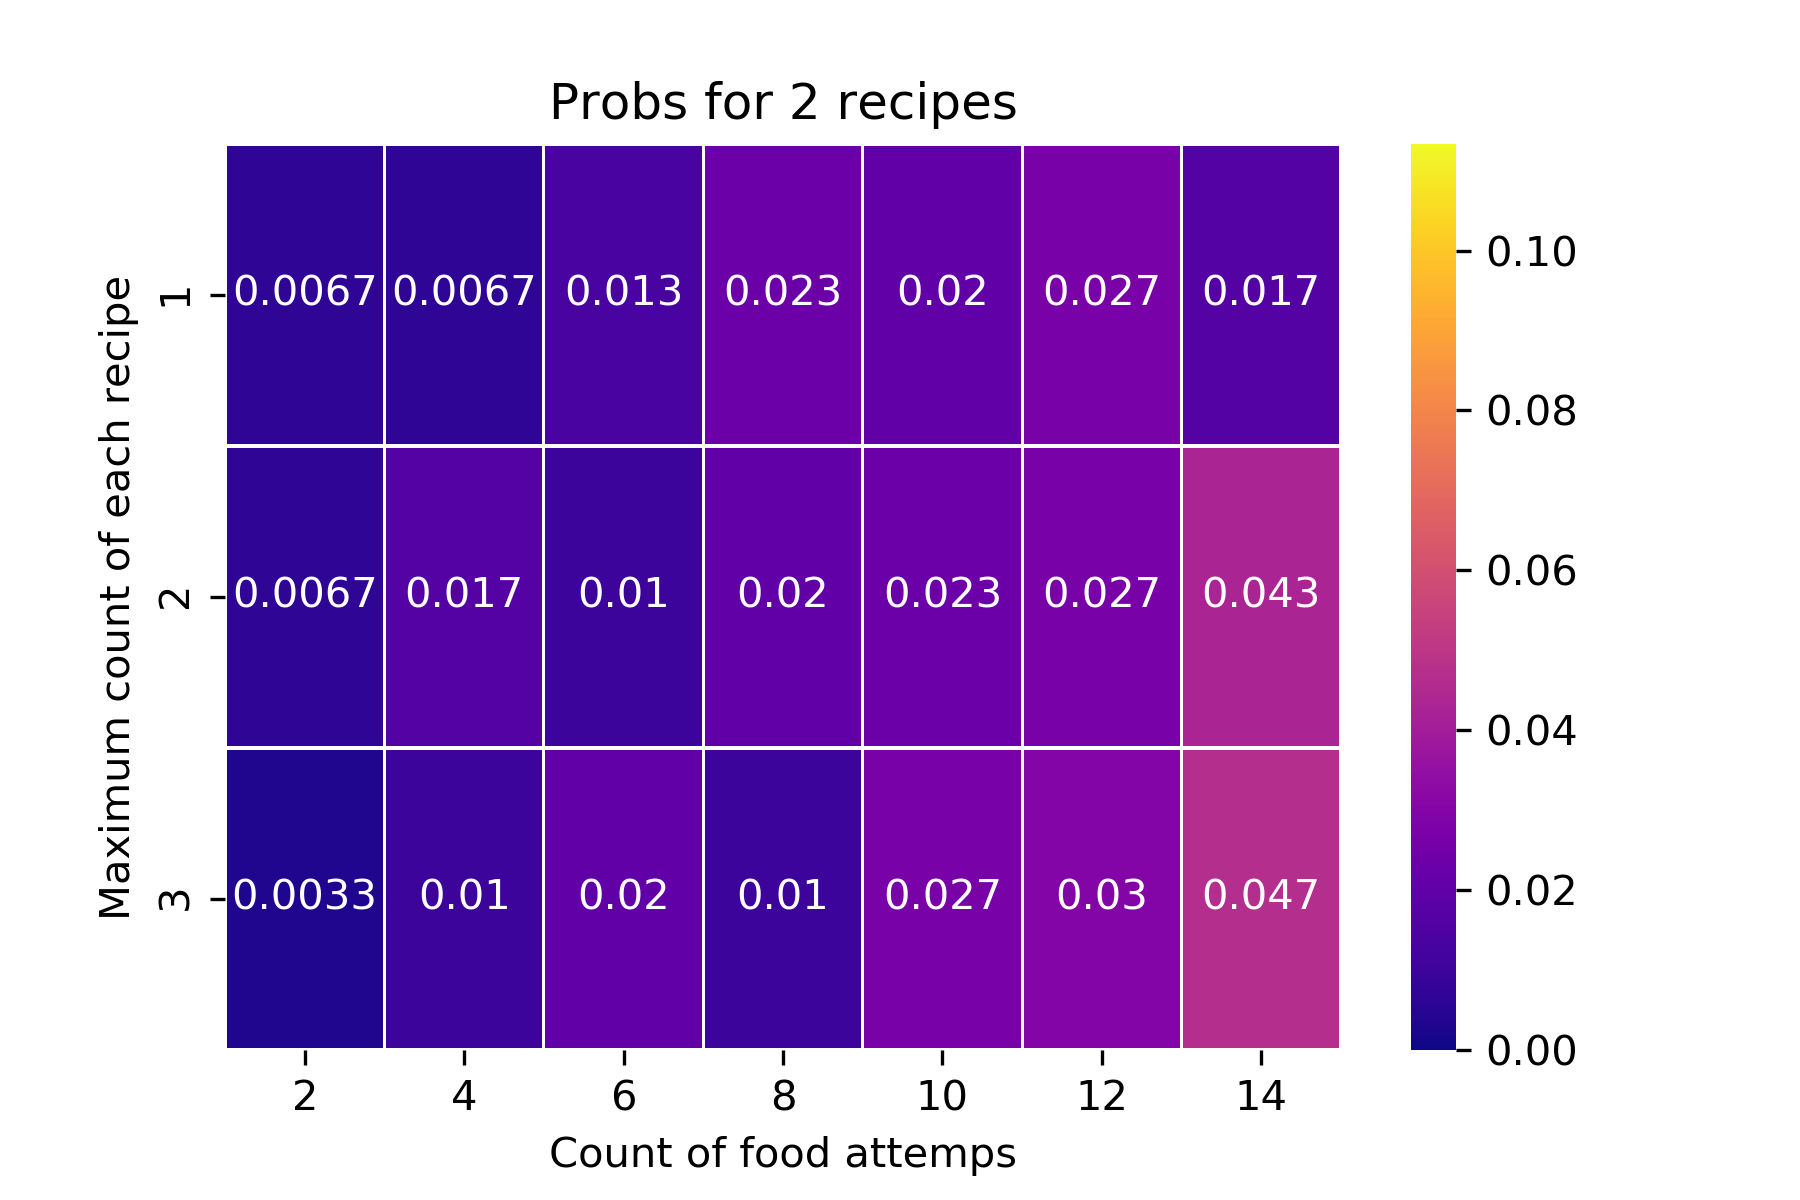 Probs for 2 recipes
Maximum count of each recipe
1 0.0067 0.0067 0.013 0.023 0.02 0.027 0.017
2 0.0067 0.017 0.01 0.02 0.023 0.027 0.043
3 0.0033 0.01 0.02 0.01 0.027 0.03 0.047
2 4 6 8 10 12 14
Count of food attemps
0.10
0.08
0.06
0.04
0.02
0.00